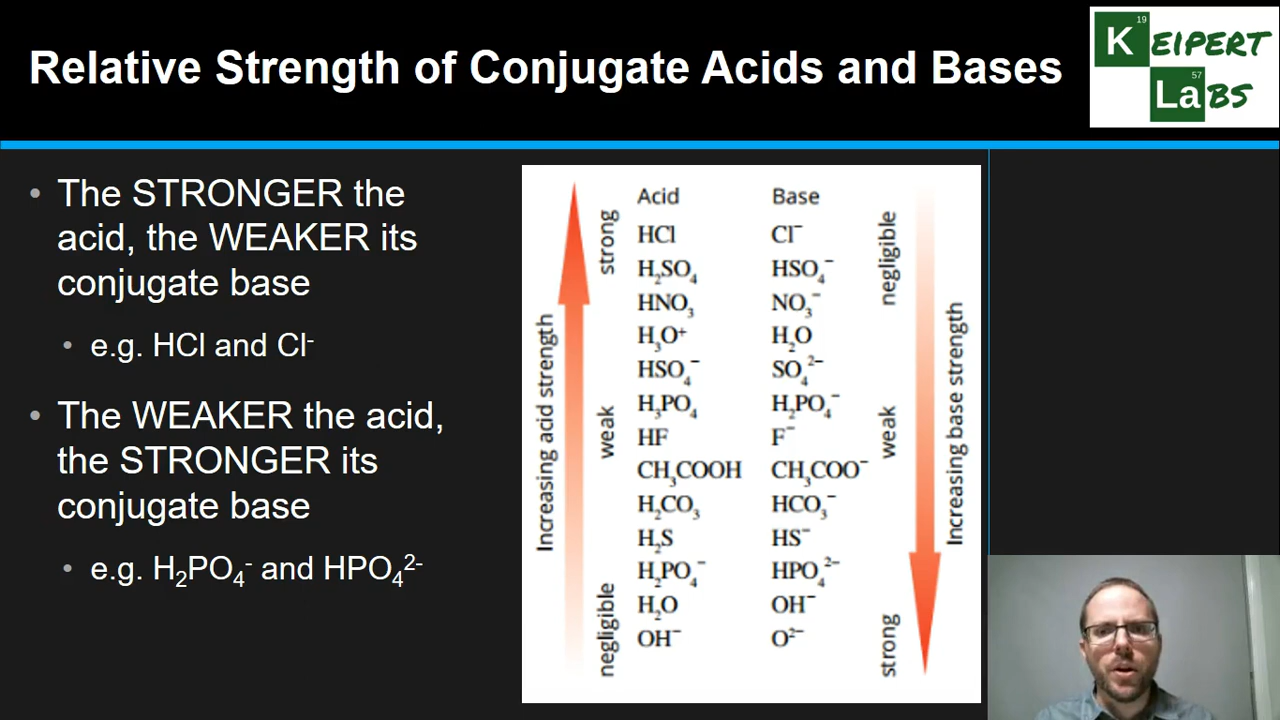 Relative Strength of Conjugate Acids and Bases
19
K EIPERT
57
La BS
• The STRONGER the
acid, the WEAKER its
conjugate base
• e.g. HCl and Cl⁻
• The WEAKER the acid,
the STRONGER its
conjugate base
• e.g. H₂PO₄⁻ and HPO₄²⁻
Increasing acid strength
strong
weak
negligible
Acid Base
HCl Cl⁻
H₂SO₄ HSO₄⁻
HNO₃ NO₃⁻
H₃O⁺ H₂O
HSO₄⁻ SO₄²⁻
H₃PO₄ H₂PO₄⁻
HF F⁻
CH₃COOH CH₃COO⁻
H₂CO₃ HCO₃⁻
H₂S HS⁻
H₂PO₄⁻ HPO₄²⁻
H₂O OH⁻
OH⁻ O²⁻
negligible
weak
strong
Increasing base strength